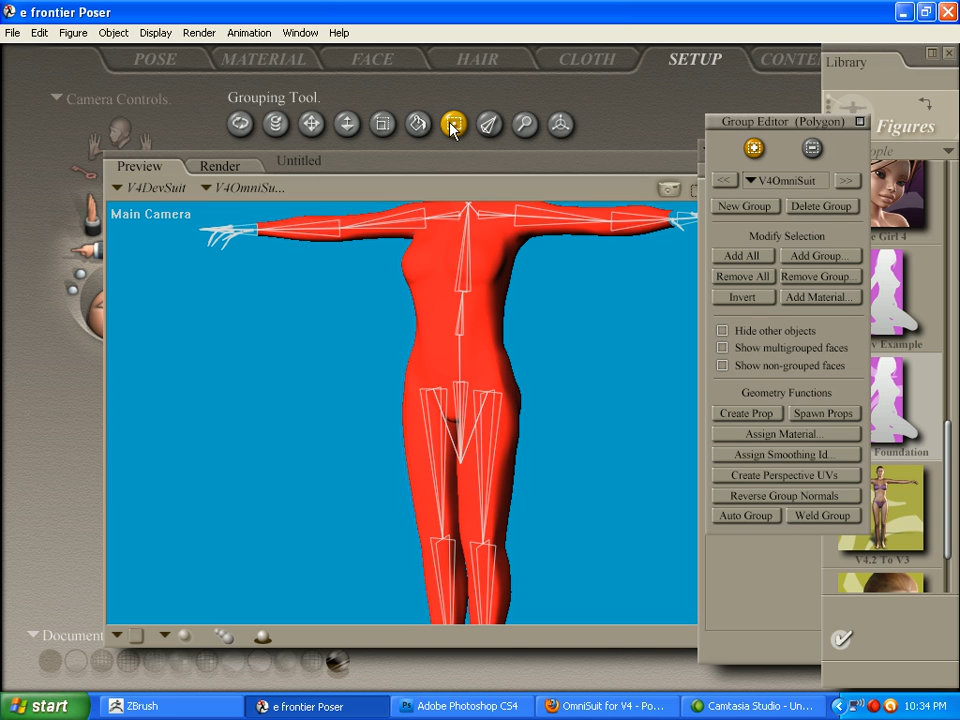 e frontier Poser
File Edit Figure Object Display Render Animation Window Help
POSE MATERIAL FACE HAIR CLOTH SETUP CONTE
Library
Camera Controls.
Grouping Tool.
Figures
Group Editor (Polygon)
ople
Preview Render Untitled
V4DevSuit V4OmniSu...
<< V4OmniSuit >>
Main Camera
New Group Delete Group
e Girl 4
Modify Selection
Add All Add Group...
Remove All Remove Group...
Invert Add Material...
Hide other objects
v Example
Show multigrouped faces
Show non-grouped faces
Geometry Functions
Create Prop Spawn Props
Assign Material...
Foundation
Assign Smoothing Id...
Create Perspective UVs
Reverse Group Normals
Auto Group Weld Group
V4.2 To V3
Document
start ZBrush e frontier Poser Adobe Photoshop CS4 OmniSuit for V4 - Po... Camtasia Studio - Un... 10:34 PM